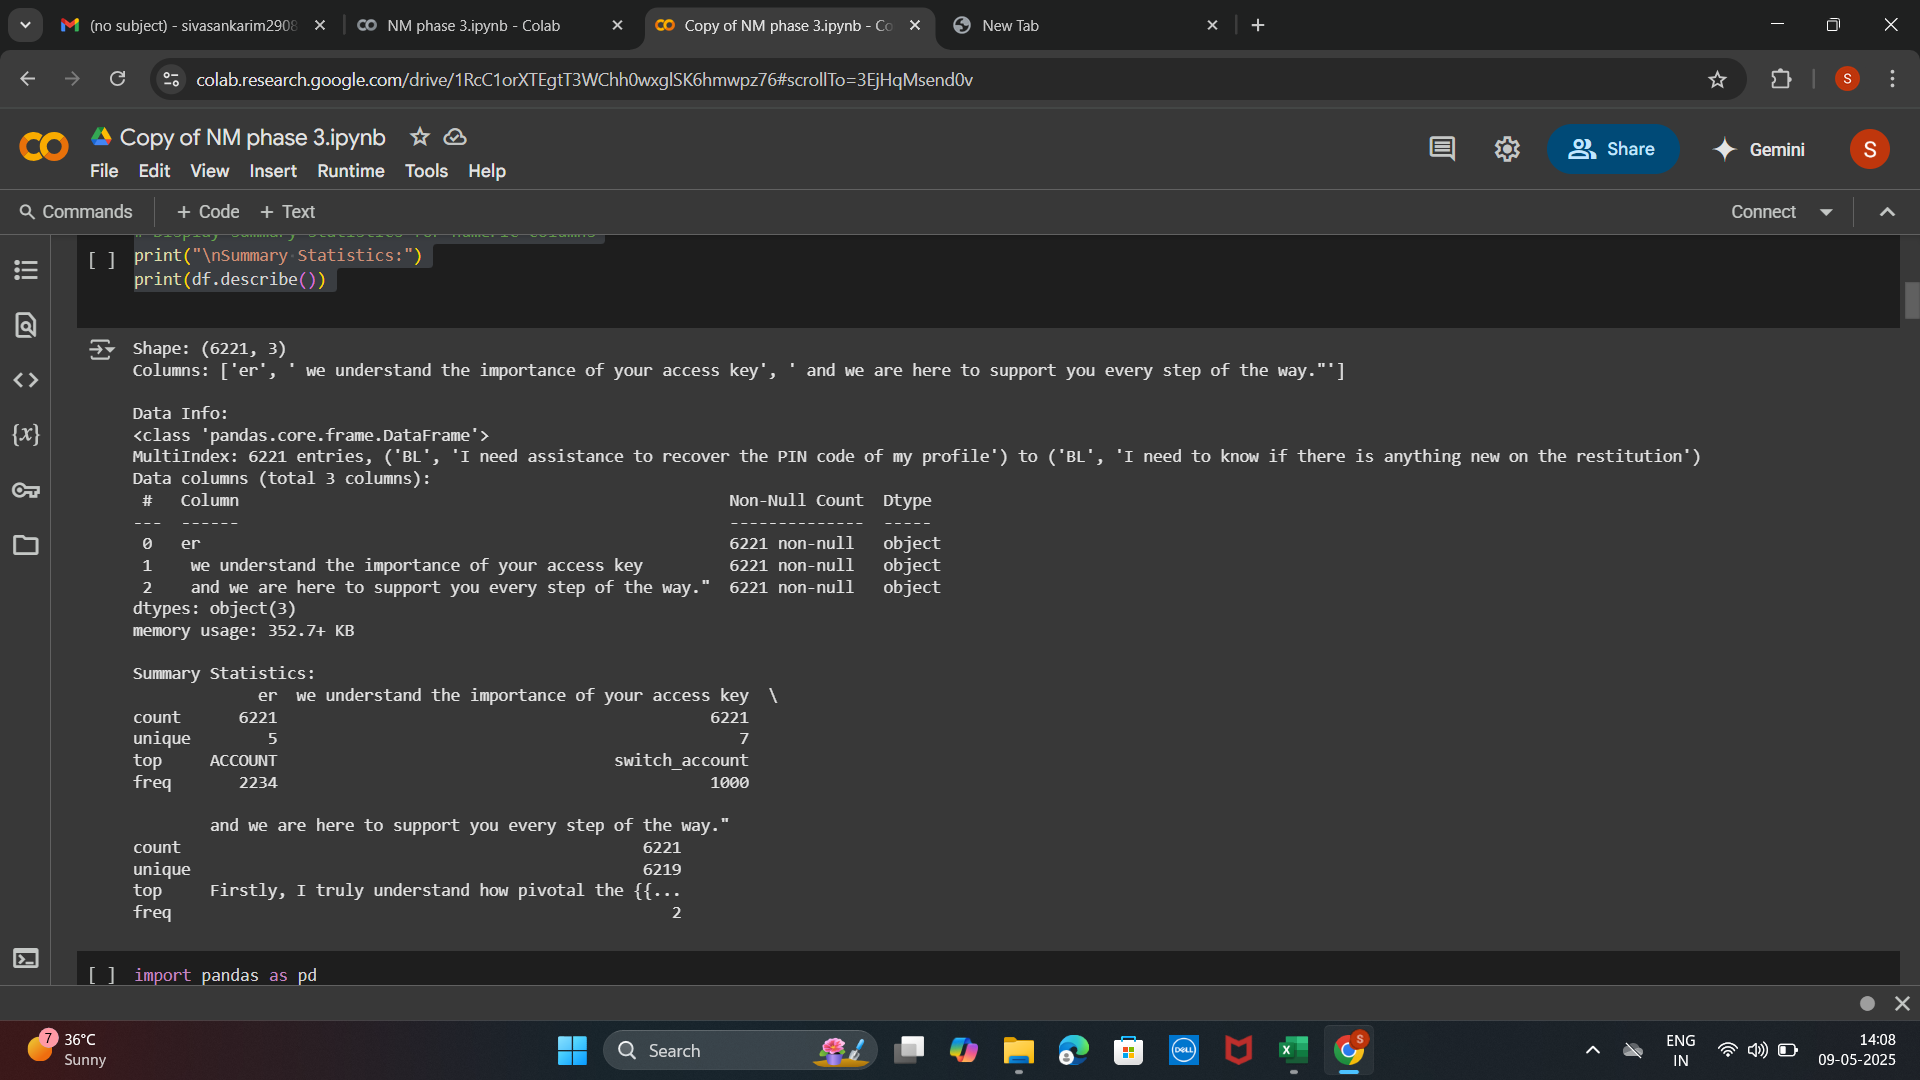 (no subject) - sivasankarim2908
NM phase 3.ipynb - Colab
Copy of NM phase 3.ipynb - Co
New Tab
colab.research.google.com/drive/1RcC1orXTEgtT3WChh0wxglSK6hmwpz76#scrollTo=3EjHqMsend0v
S
Copy of NM phase 3.ipynb
Share
Gemini
S
File Edit View Insert Runtime Tools Help
Commands + Code + Text
Connect
# Display summary statistics for numeric columns
[ ] print("\nSummary Statistics:")
print(df.describe())
Shape: (6221, 3)
Columns: ['er', ' we understand the importance of your access key', ' and we are here to support you every step of the way."']
Data Info:
<class 'pandas.core.frame.DataFrame'>
MultiIndex: 6221 entries, ('BL', 'I need assistance to recover the PIN code of my profile') to ('BL', 'I need to know if there is anything new on the restitution')
Data columns (total 3 columns):
# Column Non-Null Count Dtype
--- ------ -------------- -----
0 er 6221 non-null object
1 we understand the importance of your access key 6221 non-null object
2 and we are here to support you every step of the way." 6221 non-null object
dtypes: object(3)
memory usage: 352.7+ KB
Summary Statistics:
er we understand the importance of your access key \
count 6221 6221
unique 5 7
top ACCOUNT switch_account
freq 2234 1000
and we are here to support you every step of the way."
count 6221
unique 6219
top Firstly, I truly understand how pivotal the {{...
freq 2
[ ] import pandas as pd
7
36°C
Sunny
Search
DELL
S
ENG
IN
14:08
09-05-2025